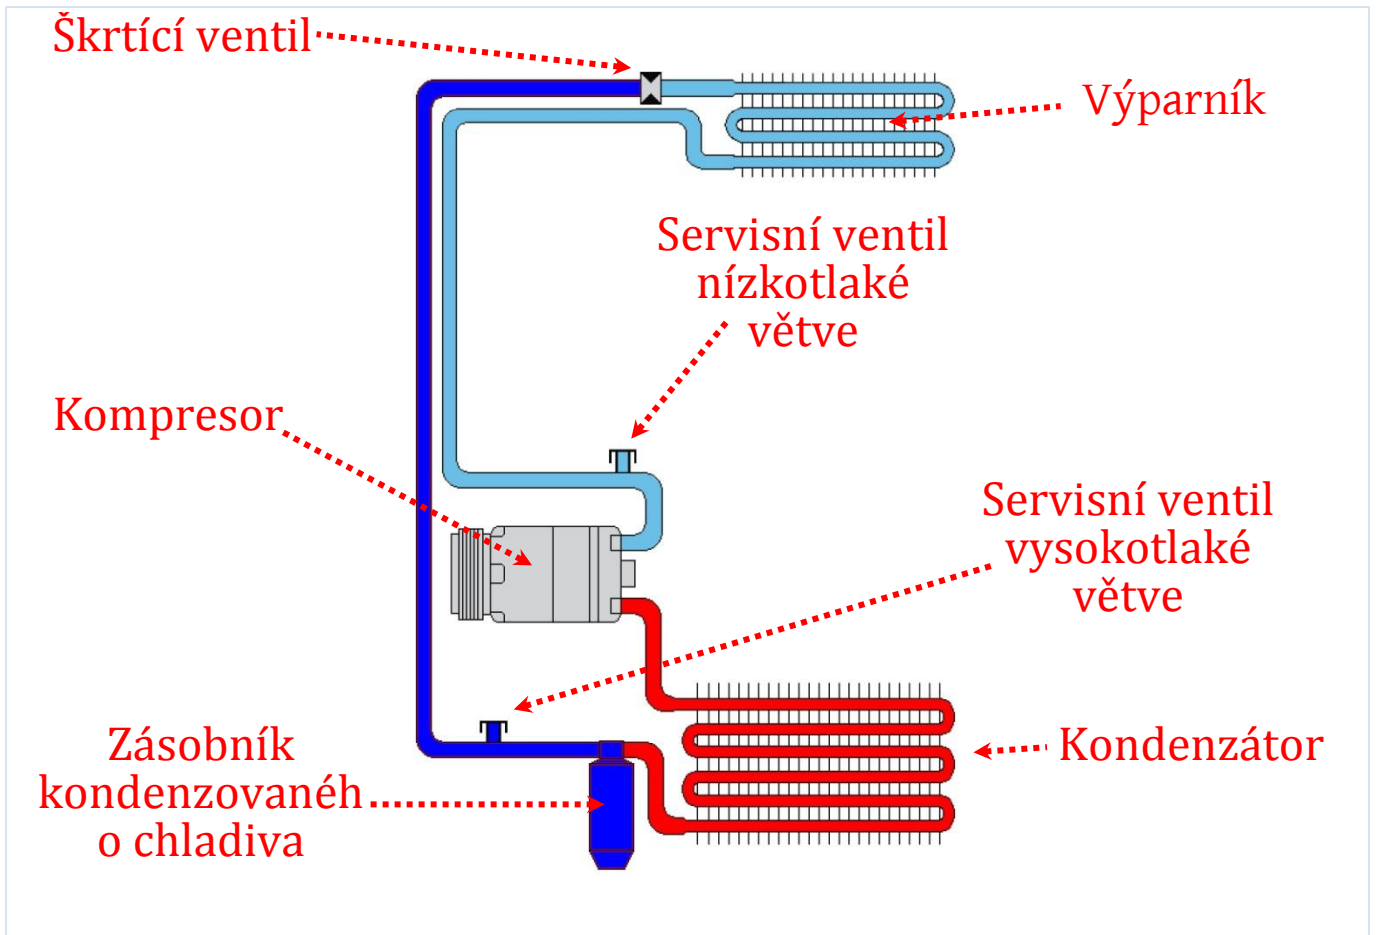 Škrtící ventil
Výparník
Servisní ventil
nízkotlaké
větve
Kompresor
Servisní ventil
vysokotlaké
větve
Zásobník
kondenzovanéh
o chladiva
Kondenzátor